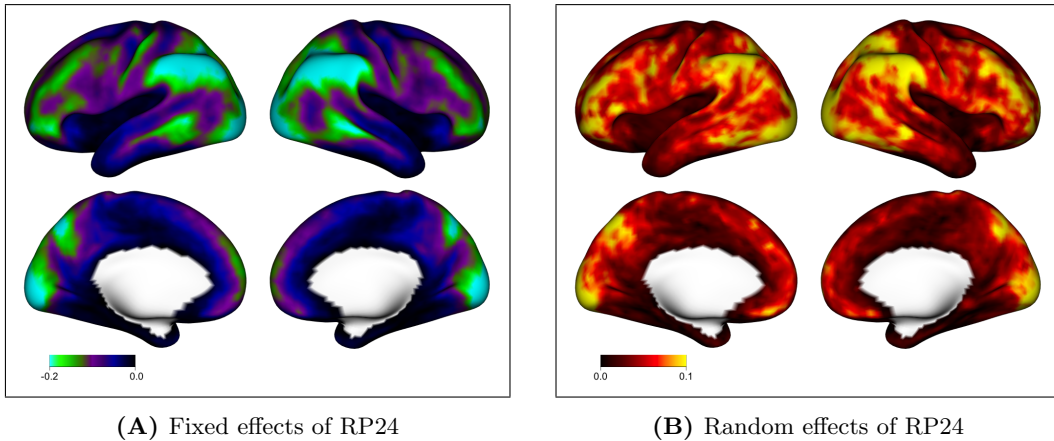 -0.2 0.0
0.0 0.1
(A) Fixed effects of RP24
(B) Random effects of RP24